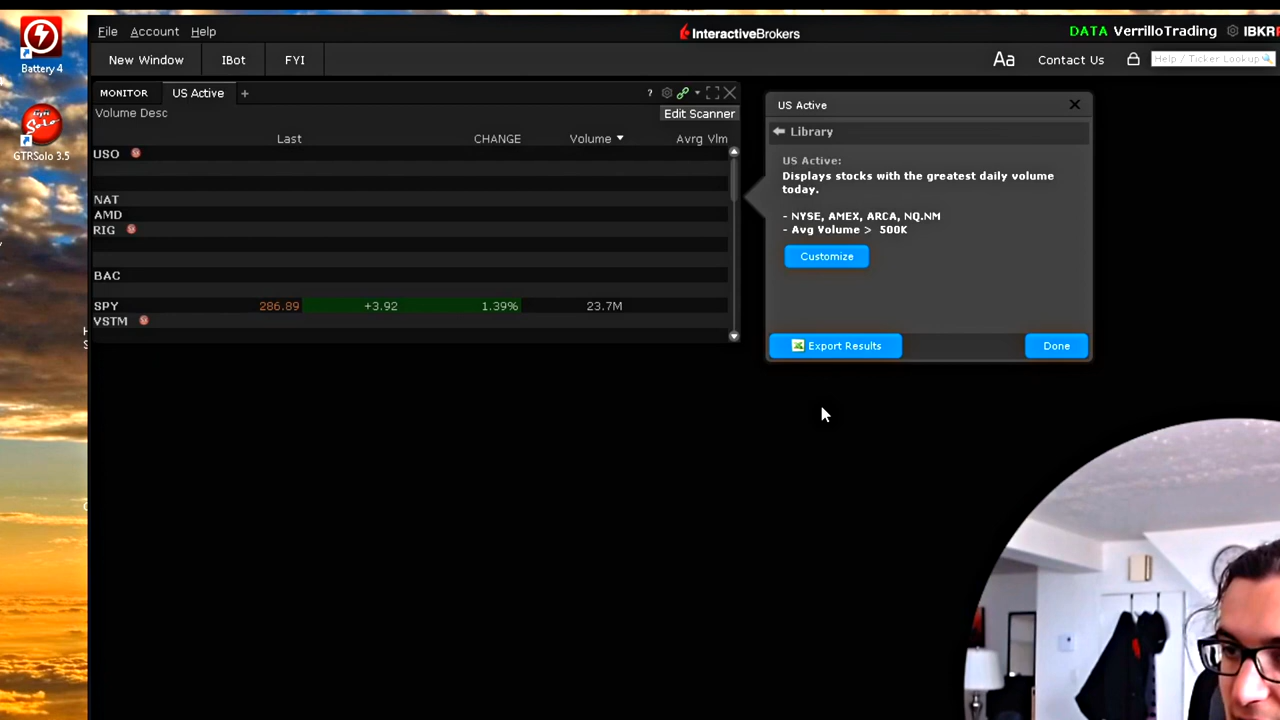 Battery 4
GTRSolo 3.5
File Account Help
InteractiveBrokers
DATA VerrilloTrading IBKR
New Window IBot FYI
Aa Contact Us Help / Ticker Lookup
MONITOR US Active + ?
Volume Desc Edit Scanner
Last CHANGE Volume Avrg Vlm
USO
NAT
AMD
RIG
BAC
SPY 286.89 +3.92 1.39% 23.7M
VSTM
US Active
Library
US Active:
Displays stocks with the greatest daily volume
today.
- NYSE, AMEX, ARCA, NQ.NM
- Avg Volume > 500K
Customize
Export Results Done